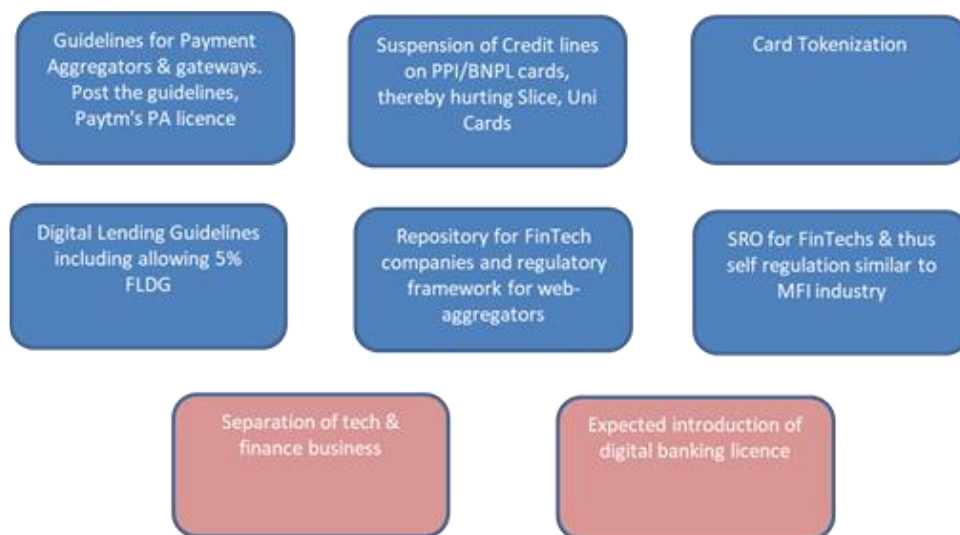 Guidelines for Payment
Aggregators & gateways.
Post the guidelines,
Paytm's PA licence
Suspension of Credit lines
on PPI/BNPL cards,
thereby hurting Slice, Uni
Cards
Card Tokenization
Digital Lending Guidelines
including allowing 5%
FLDG
Repository for FinTech
companies and regulatory
framework for web-
aggregators
SRO for FinTechs & thus
self regulation similar to
MFI industry
Separation of tech &
finance business
Expected introduction of
digital banking licence